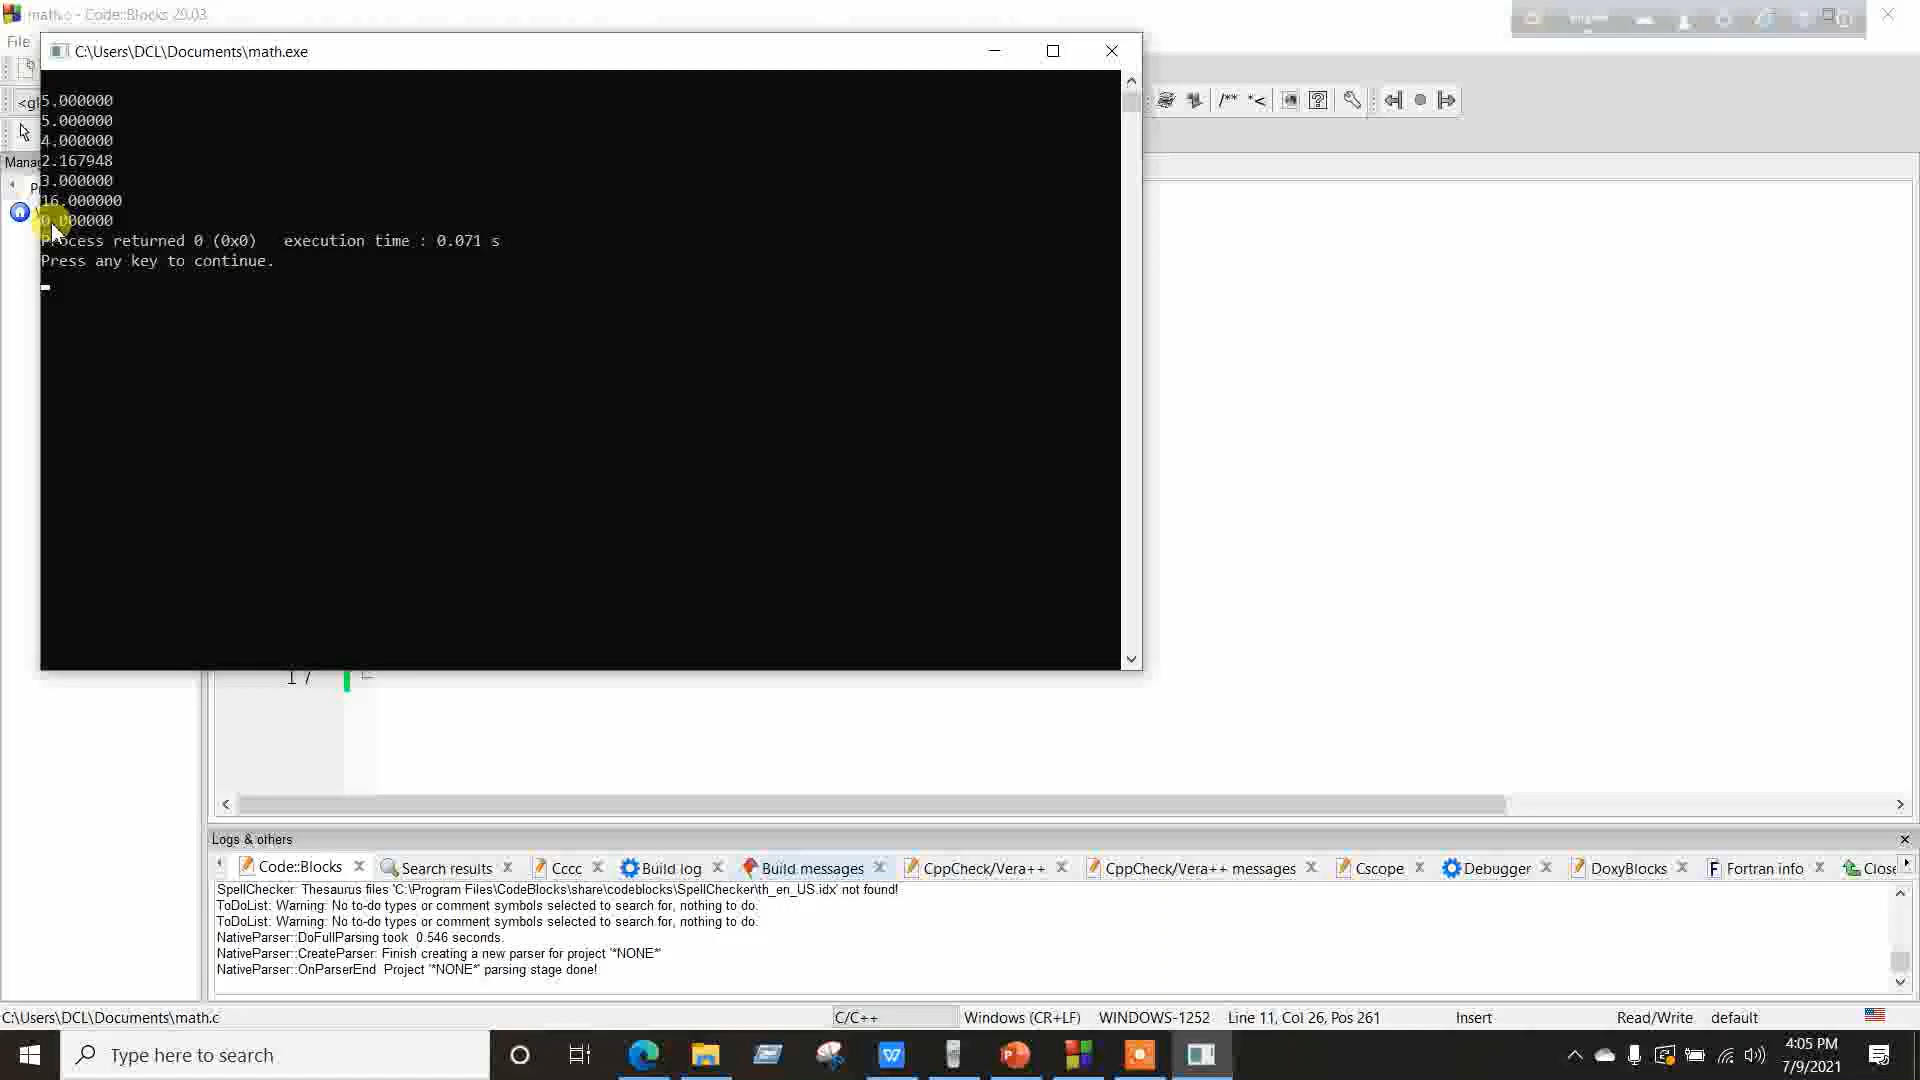 math.c - Code::Blocks 20.03
File
C:\Users\DCL\Documents\math.exe
<gl
Manag
5.000000
5.000000
4.000000
2.167948
3.000000
16.000000
0.000000
Process returned 0 (0x0)   execution time : 0.071 s
Press any key to continue.
/** *<
17
Logs & others
Code::Blocks
Search results
Cccc
Build log
Build messages
CppCheck/Vera++
CppCheck/Vera++ messages
Cscope
Debugger
DoxyBlocks
Fortran info
Close
SpellChecker: Thesaurus files 'C:\Program Files\CodeBlocks\share\codeblocks\SpellChecker\th_en_US.idx' not found!
ToDoList: Warning: No to-do types or comment symbols selected to search for, nothing to do.
ToDoList: Warning: No to-do types or comment symbols selected to search for, nothing to do.
NativeParser::DoFullParsing took  0.546 seconds.
NativeParser::CreateParser: Finish creating a new parser for project '*NONE*'
NativeParser::OnParserEnd  Project '*NONE*' parsing stage done!
C:\Users\DCL\Documents\math.c
C/C++
Windows (CR+LF)
WINDOWS-1252
Line 11, Col 26, Pos 261
Insert
Read/Write
default
Type here to search
4:05 PM
7/9/2021